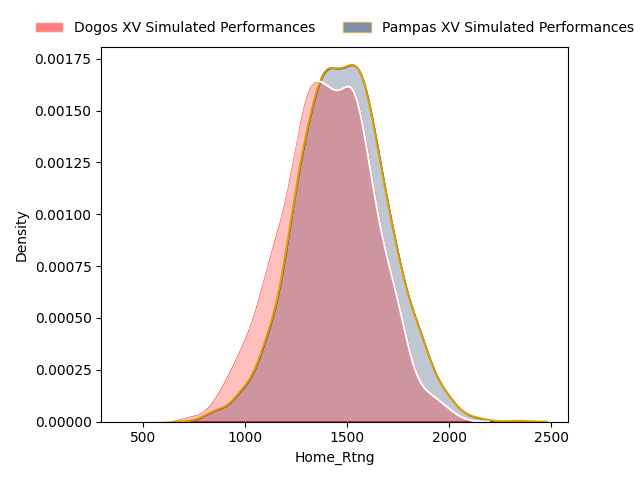 Dogos XV Simulated Performances Pampas XV Simulated Performances
0.00175
0.00150
0.00125
0.00100
0.00075
0.00050
0.00025
0.00000
Density
500 1000 1500 2000 2500
Home_Rtng